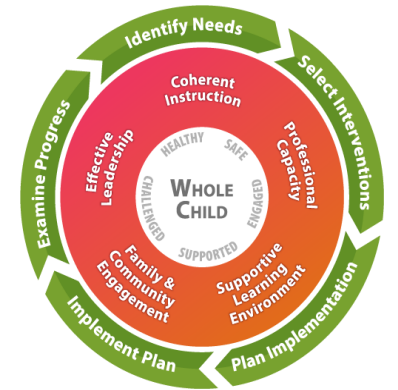 Identify Needs
Select Interventions
Plan Implementation
Implement Plan
Examine Progress
Coherent
Instruction
Professional
Capacity
Supportive
Learning
Environment
Family &
Community
Engagement
Effective
Leadership
HEALTHY
SAFE
ENGAGED
SUPPORTED
CHALLENGED
WHOLE
CHILD